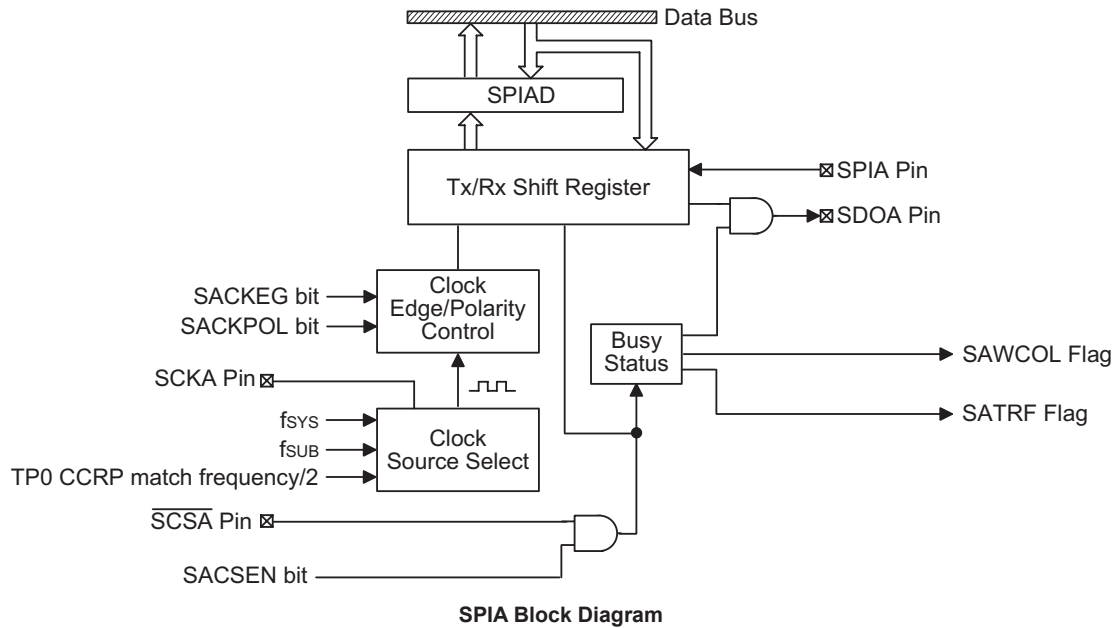 Data Bus
SPIAD
Tx/Rx Shift Register
SPIA Pin
SDOA Pin
SACKEG bit
SACKPOL bit
Clock
Edge/Polarity
Control
Busy
Status
SAWCOL Flag
SATRF Flag
SCKA Pin
fSYS
fSUB
TP0 CCRP match frequency/2
Clock
Source Select
S̅C̅S̅A̅ Pin
SACSEN bit
SPIA Block Diagram